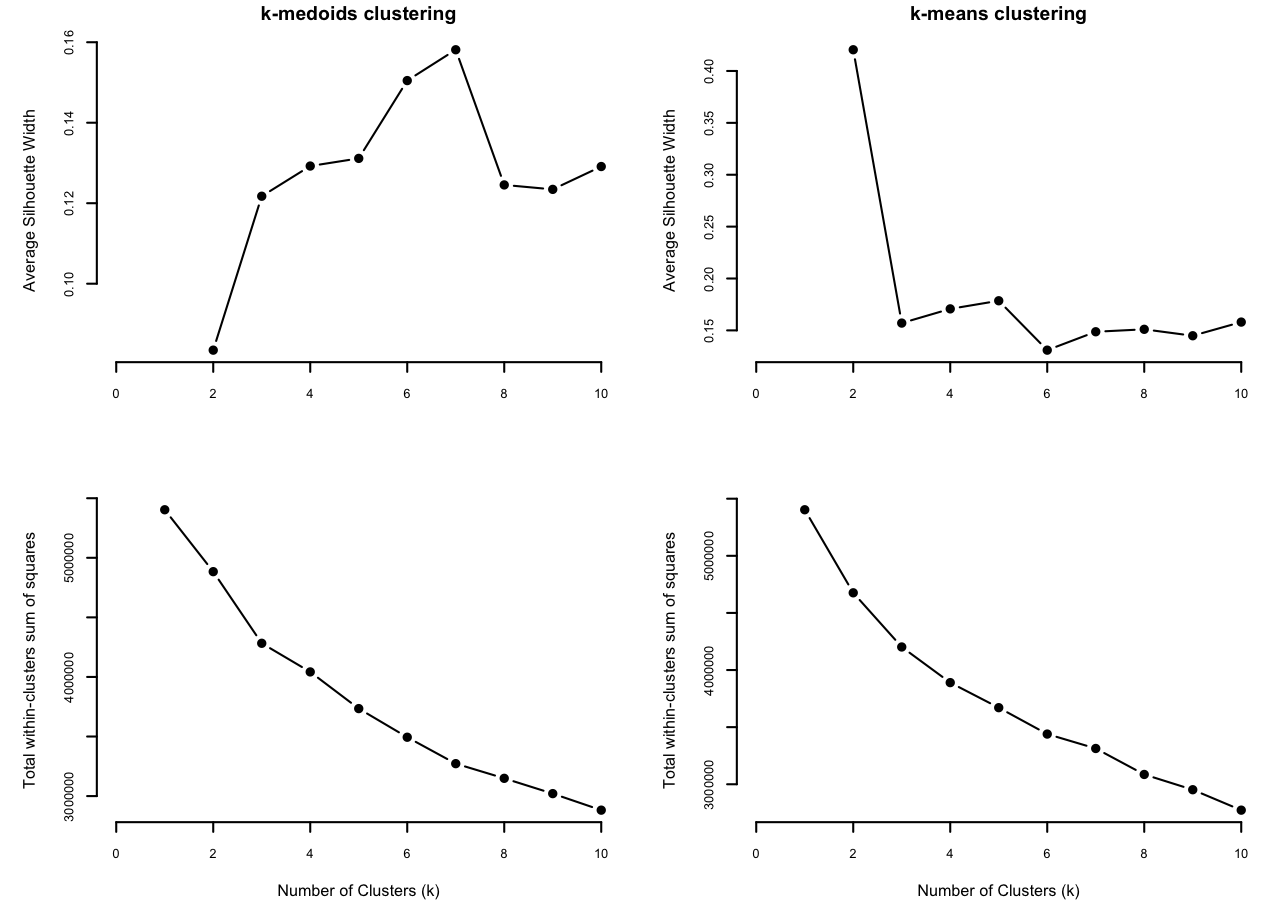 k-medoids clustering
Average Silhouette Width
0.16
0.14
0.12
0.10
0 2 4 6 8 10
k-means clustering
Average Silhouette Width
0.40
0.35
0.30
0.25
0.20
0.15
0 2 4 6 8 10
Total within-clusters sum of squares
5000000
4000000
3000000
0 2 4 6 8 10
Number of Clusters (k)
Total within-clusters sum of squares
5000000
4000000
3000000
0 2 4 6 8 10
Number of Clusters (k)